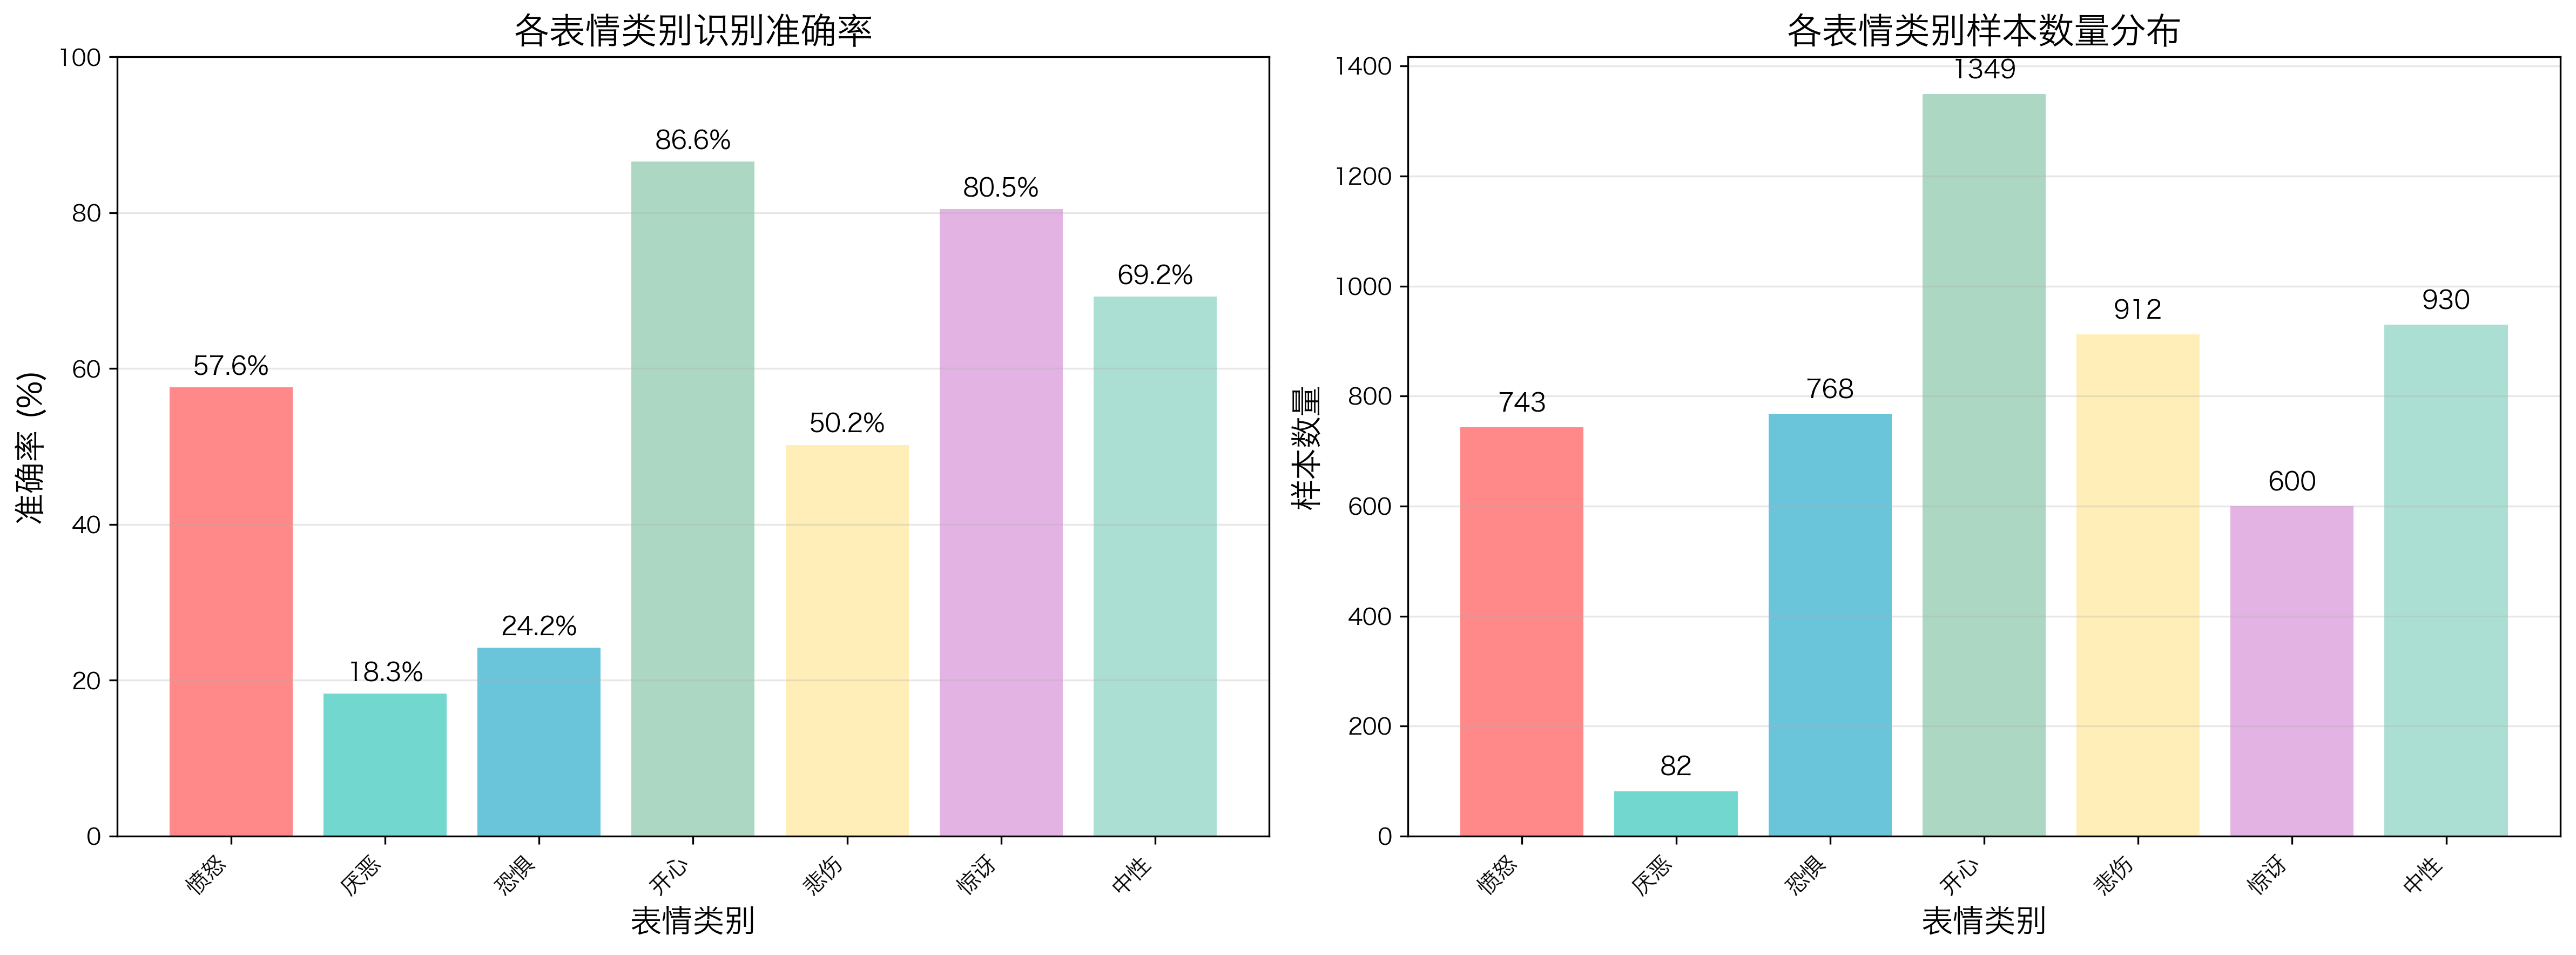 各表情类别识别准确率
100
80
60
40
20
0
准确率 (%)
57.6%
18.3%
24.2%
86.6%
50.2%
80.5%
69.2%
愤怒
厌恶
恐惧
开心
悲伤
惊讶
中性
表情类别
各表情类别样本数量分布
1400
1200
1000
800
600
400
200
0
样本数量
743
82
768
1349
912
600
930
愤怒
厌恶
恐惧
开心
悲伤
惊讶
中性
表情类别